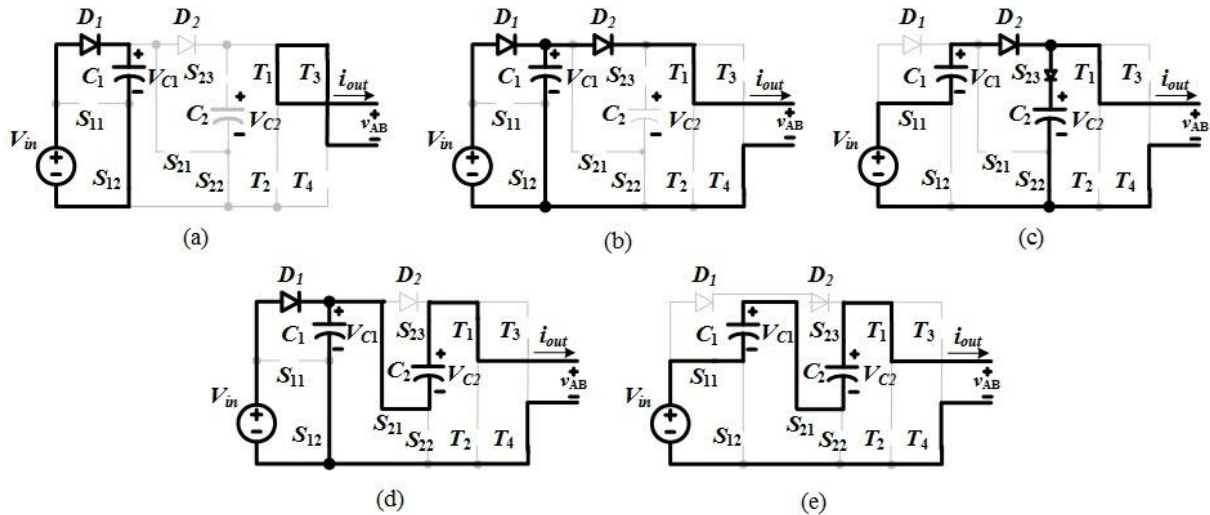 D1 D2
C1 VC1 S23 T1 T3 iout
S11 C2 VC2 vAB
Vin S21
S12 S22 T2 T4
(a)
D1 D2
C1 VC1 S23 T1 T3 iout
S11 C2 VC2 vAB
Vin S21
S12 S22 T2 T4
(b)
D1 D2
C1 VC1 S23 T1 T3 iout
S11 C2 VC2 vAB
Vin S21
S12 S22 T2 T4
(c)
D1 D2
C1 VC1 S23 T1 T3 iout
S11 C2 VC2 vAB
Vin S21
S12 S22 T2 T4
(d)
D1 D2
C1 VC1 S23 T1 T3 iout
S11 C2 VC2 vAB
Vin S21
S12 S22 T2 T4
(e)